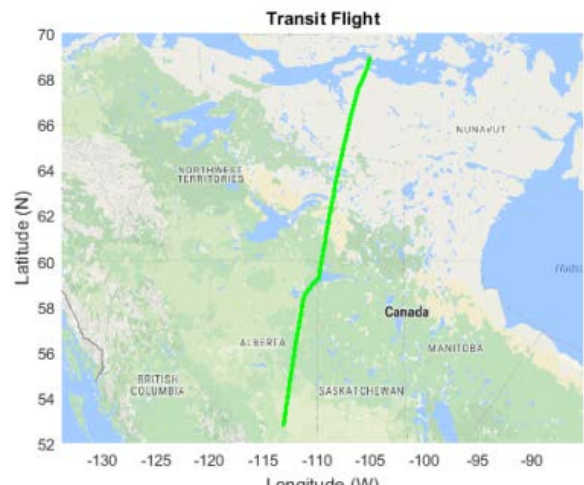 Transit Flight
70
68
66
64
62
60
58
56
54
52
Latitude (N)
NUNAVUT
NORTHWEST
TERRITORIES
Canada
ALBERTA
MANITOBA
BRITISH
COLUMBIA
SASKATCHEWAN
-130 -125 -120 -115 -110 -105 -100 -95 -90
Longitude (W)